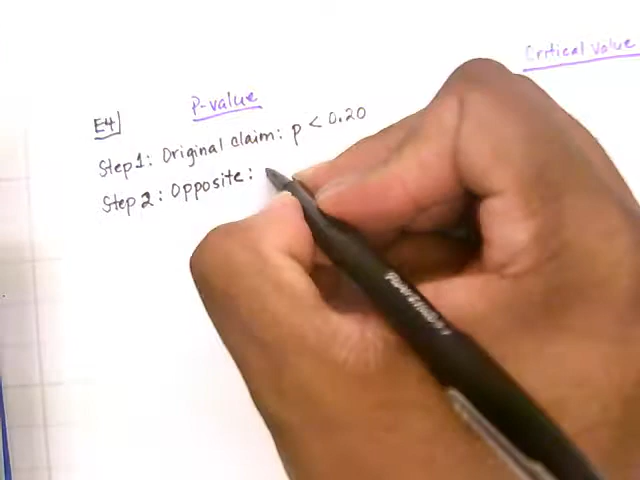 Critical Value
P-value
E4
Step 1: Original claim: p < 0.20
Step 2: Opposite: